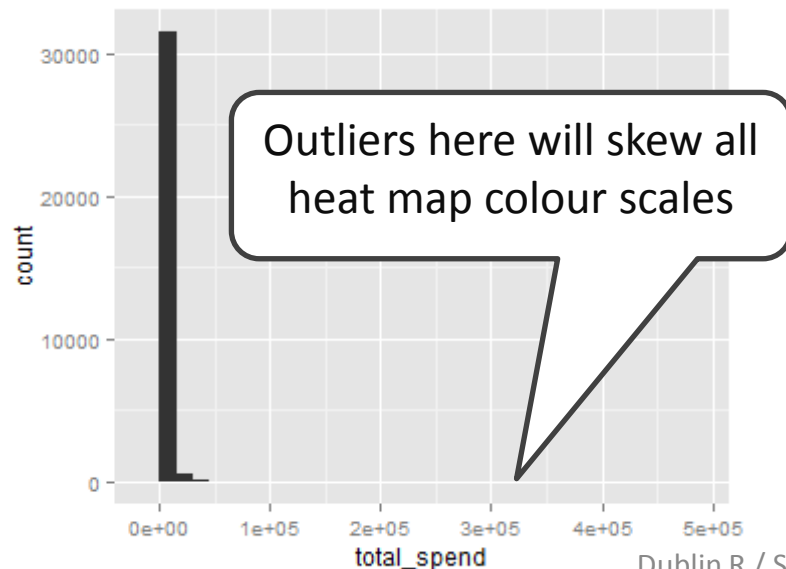 30000
Outliers here will skew all
heat map colour scales
20000
count
10000
0
0e+00 1e+05 2e+05 3e+05 4e+05 5e+05
total_spend
Dublin R / S